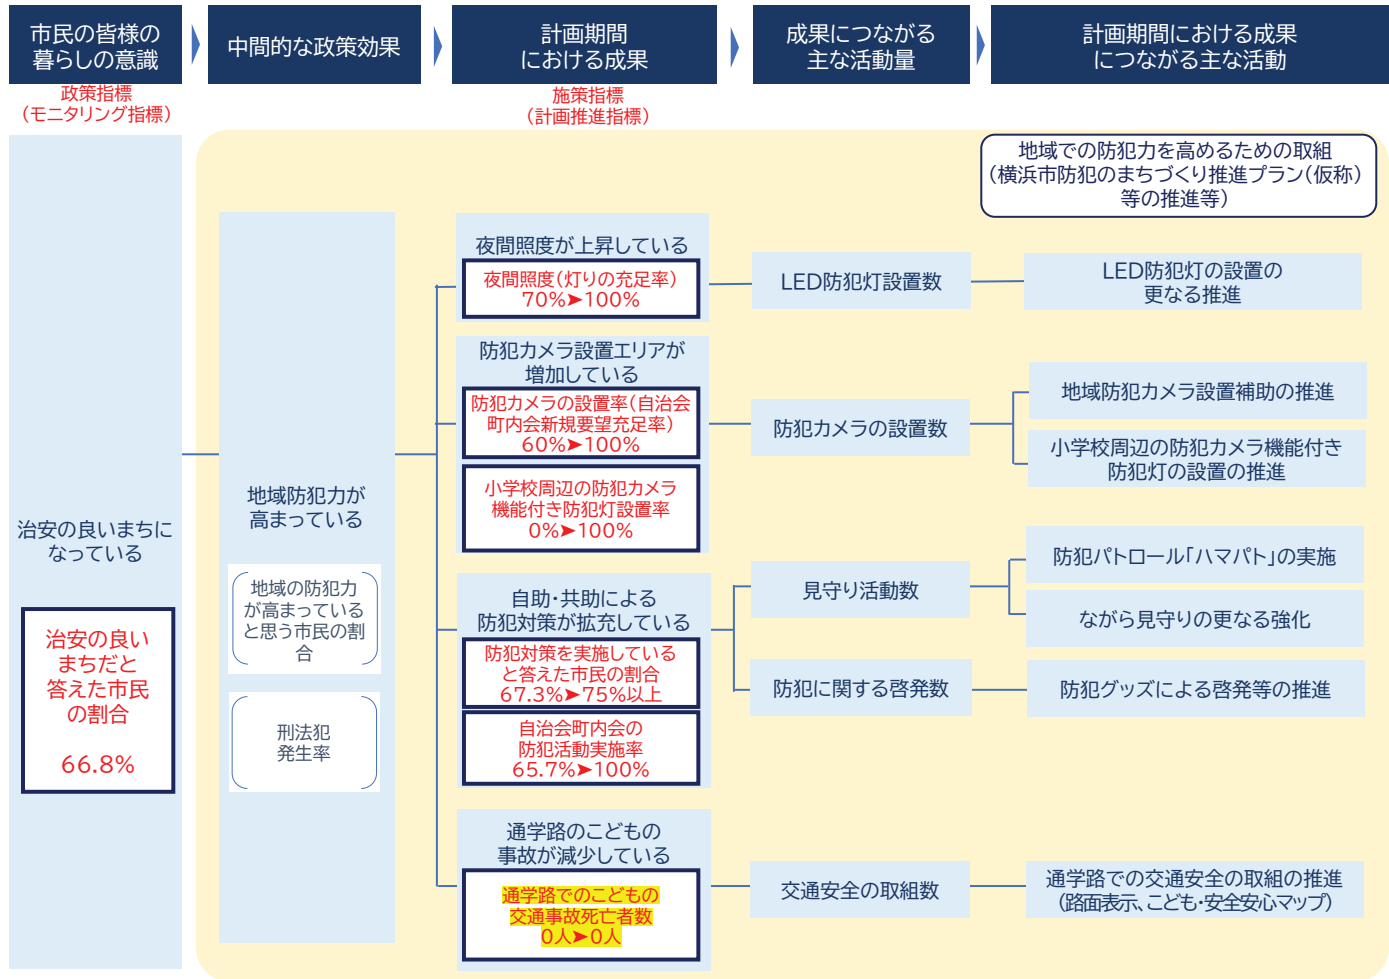 市民の皆様の
暮らしの意識
中間的な政策効果
計画期間
における成果
成果につながる
主な活動量
計画期間における成果
につながる主な活動
政策指標
（モニタリング指標）
施策指標
（計画推進指標）
地域での防犯力を高めるための取組
（横浜市防犯のまちづくり推進プラン（仮称）
等の推進等）
治安の良いまちに
なっている
治安の良い
まちだと
答えた市民
の割合
66.8%
地域防犯力が
高まっている
地域の防犯力
が高まっている
と思う市民の割
合
刑法犯
発生率
夜間照度が上昇している
夜間照度（灯りの充足率）
70%➤100%
LED防犯灯設置数
LED防犯灯の設置の
更なる推進
防犯カメラ設置エリアが
増加している
防犯カメラの設置率（自治会
町内会新規要望充足率）
60%➤100%
小学校周辺の防犯カメラ
機能付き防犯灯設置率
0%➤100%
防犯カメラの設置数
地域防犯カメラ設置補助の推進
小学校周辺の防犯カメラ機能付き
防犯灯の設置の推進
自助・共助による
防犯対策が拡充している
防犯対策を実施している
と答えた市民の割合
67.3%➤75%以上
自治会町内会の
防犯活動実施率
65.7%➤100%
見守り活動数
防犯パトロール「ハマパト」の実施
ながら見守りの更なる強化
防犯に関する啓発数
防犯グッズによる啓発等の推進
通学路のこどもの
事故が減少している
通学路でのこどもの
交通事故死亡者数
0人➤0人
交通安全の取組数
通学路での交通安全の取組の推進
（路面表示、こども・安全安心マップ）